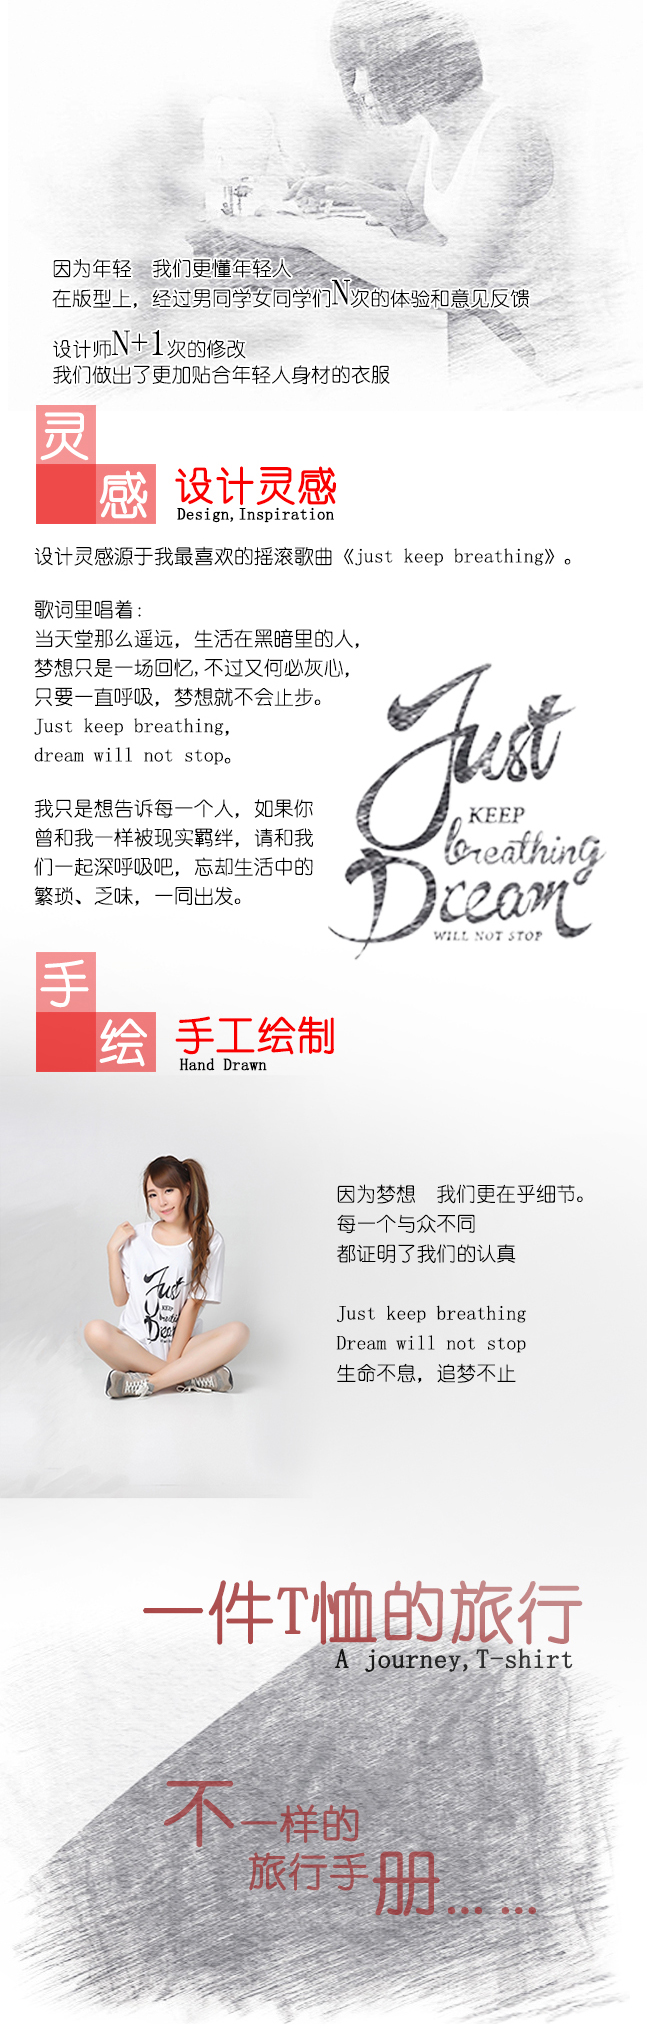 因为年轻 我们更懂年轻人
在版型上，经过男同学女同学们N次的体验和意见反馈
设计师N+1次的修改
我们做出了更加贴合年轻人身材的衣服
灵
感
设计灵感
Design,Inspiration
设计灵感源于我最喜欢的摇滚歌曲《just keep breathing》。
歌词里唱着：
当天堂那么遥远，生活在黑暗里的人，
梦想只是一场回忆,不过又何必灰心，
只要一直呼吸，梦想就不会止步。
Just keep breathing，
dream will not stop。
我只是想告诉每一个人，如果你
曾和我一样被现实羁绊，请和我
们一起深呼吸吧，忘却生活中的
繁琐、乏味，一同出发。
Just
KEEP
breathing
Dream
WILL NOT STOP
手
绘
手工绘制
Hand Drawn
因为梦想 我们更在乎细节。
每一个与众不同
都证明了我们的认真
Just keep breathing
Dream will not stop
生命不息，追梦不止
Just
KEEP
Dream
一件T恤的旅行
A journey,T-shirt
不一样的
旅行手册……